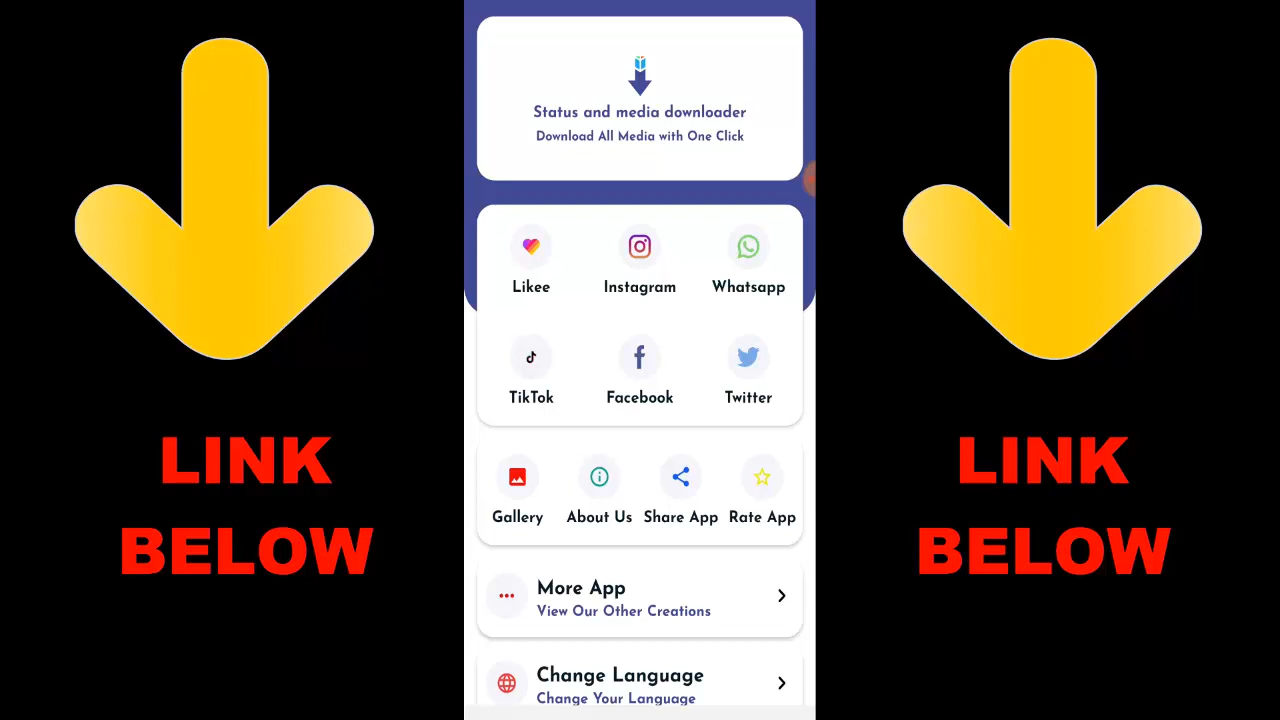 Status and media downloader
Download All Media with One Click
Likee
Instagram
Whatsapp
TikTok
Facebook
Twitter
Gallery
About Us
Share App
Rate App
More App
View Our Other Creations
Change Language
Change Your Language
LINK
BELOW
LINK
BELOW